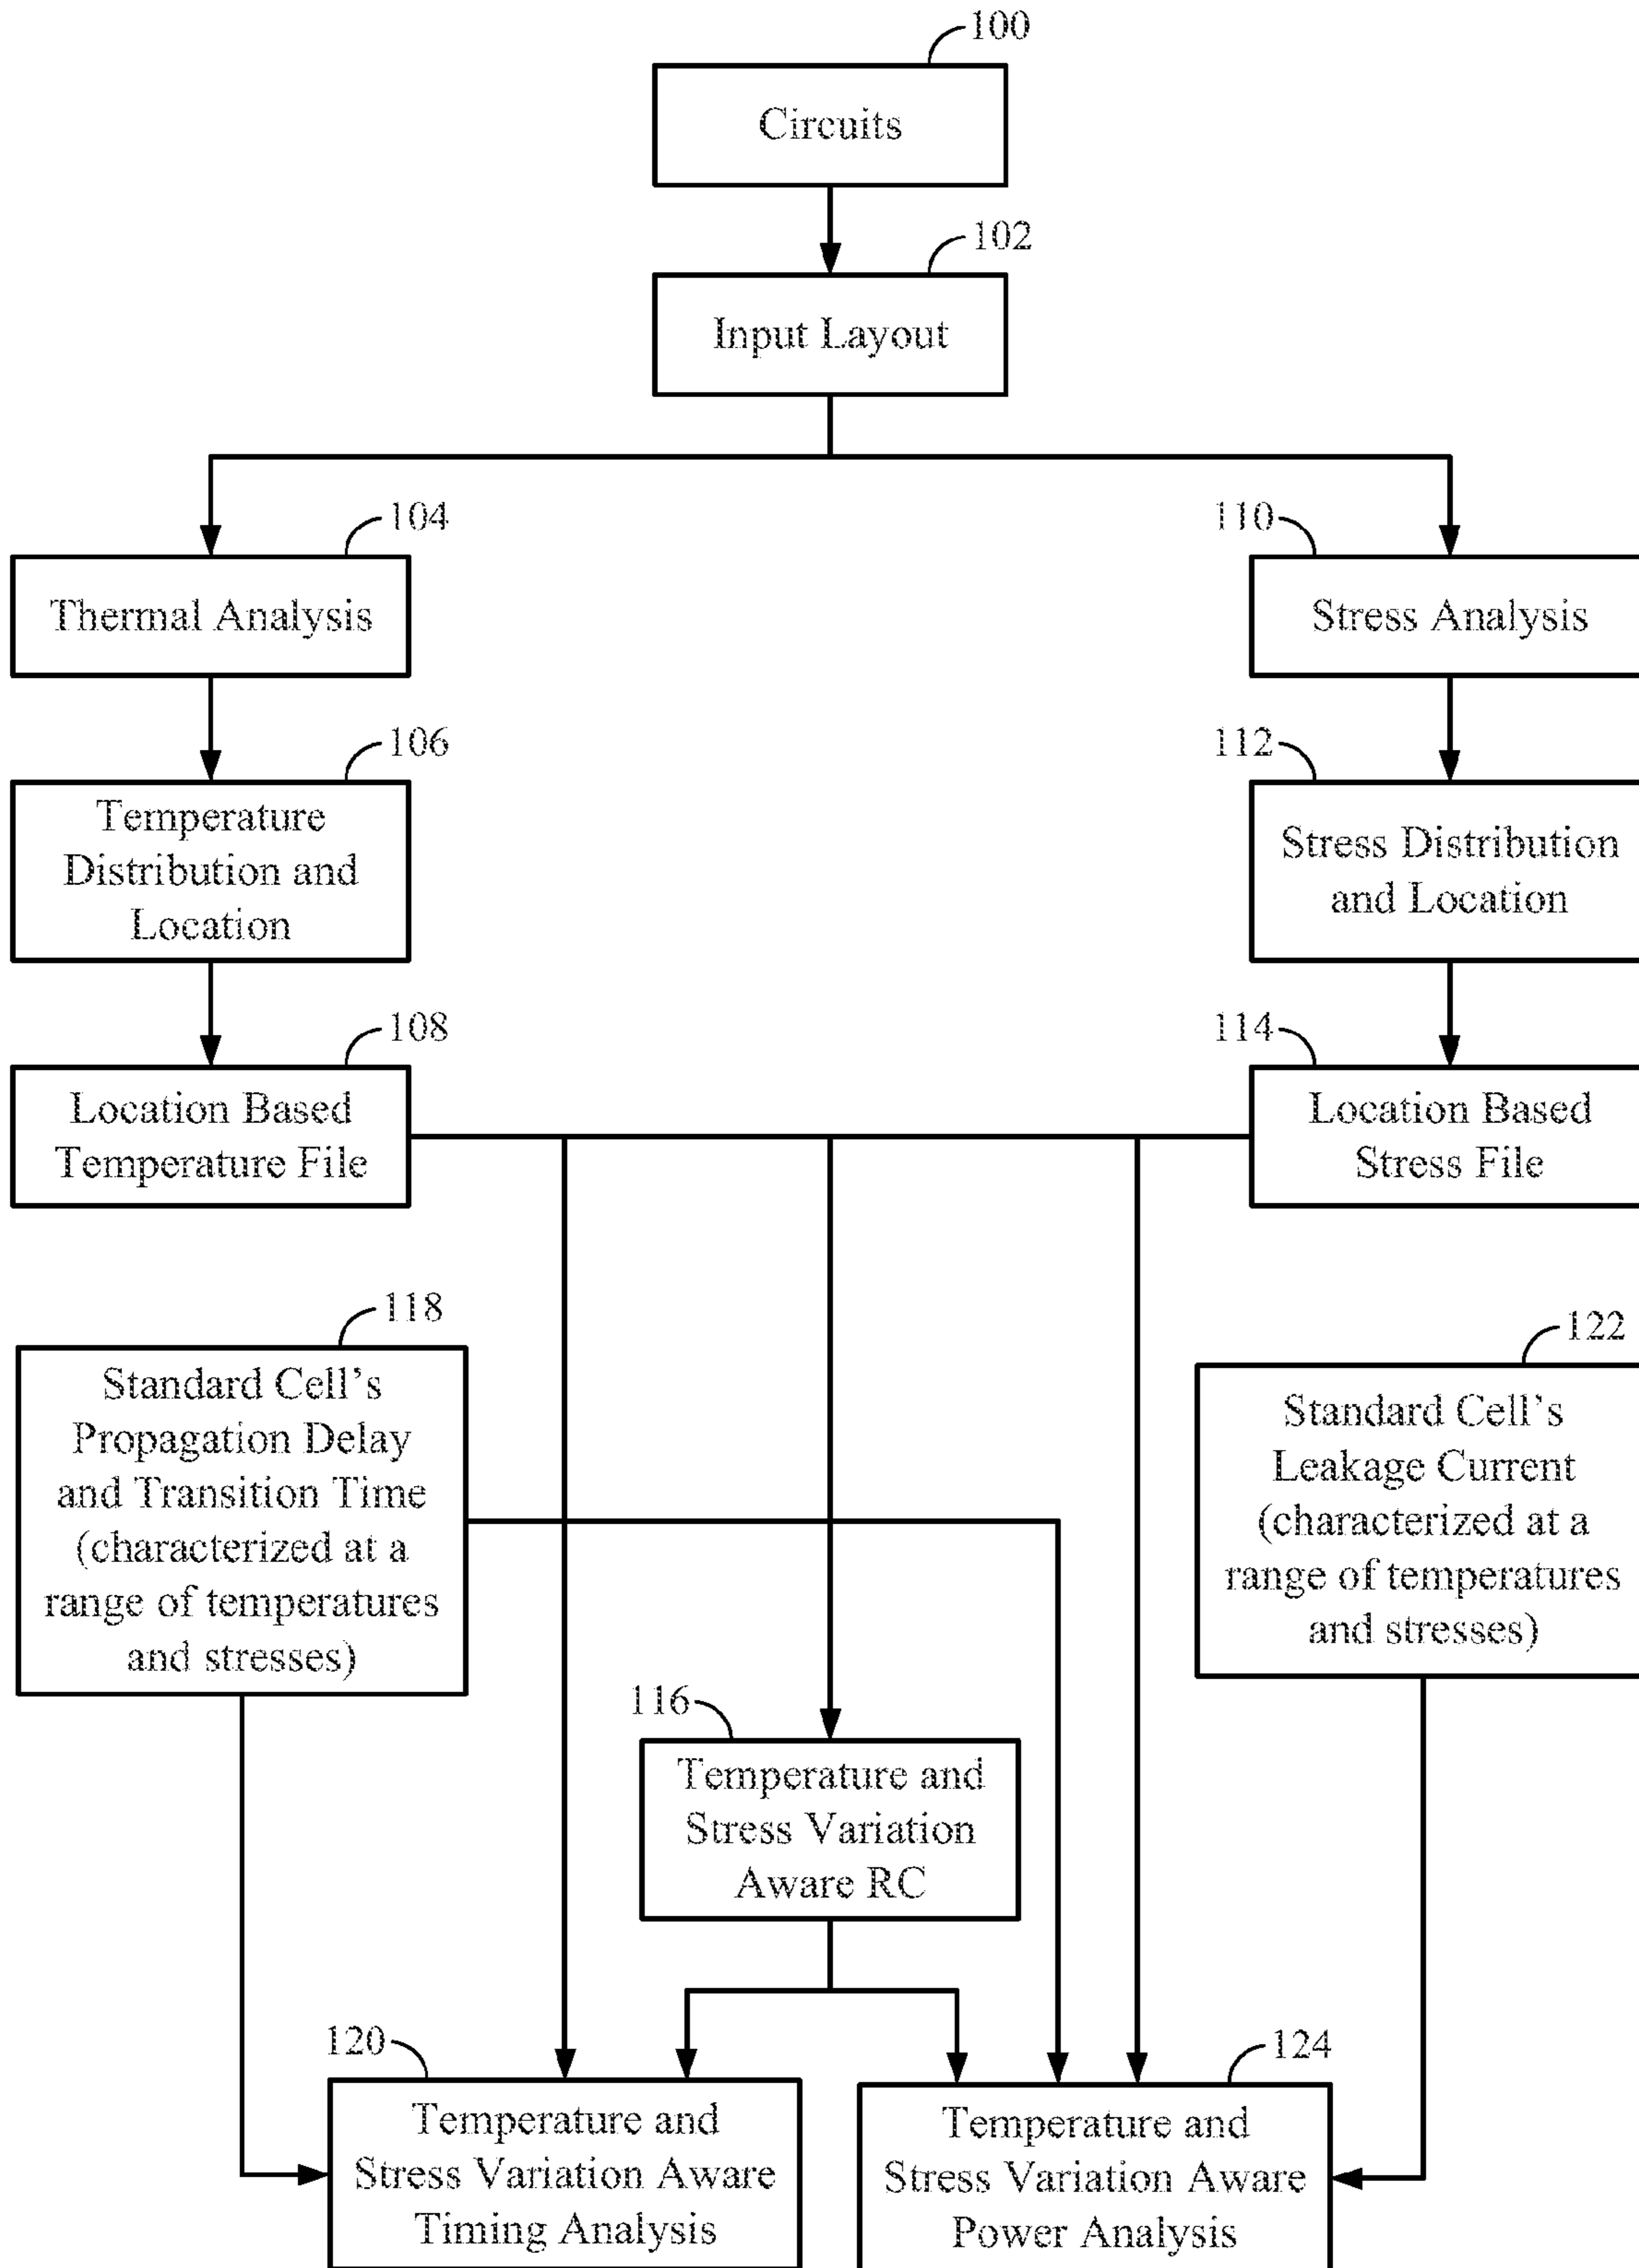 100
Circuits
102
Input Layout
104
Thermal Analysis
110
Stress Analysis
106
Temperature
Distribution and
Location
112
Stress Distribution
and Location
108
Location Based
Temperature File
114
Location Based
Stress File
118
Standard Cell’s
Propagation Delay
and Transition Time
(characterized at a
range of temperatures
and stresses)
122
Standard Cell’s
Leakage Current
(characterized at a
range of temperatures
and stresses)
116
Temperature and
Stress Variation
Aware RC
120
Temperature and
Stress Variation Aware
Timing Analysis
124
Temperature and
Stress Variation Aware
Power Analysis